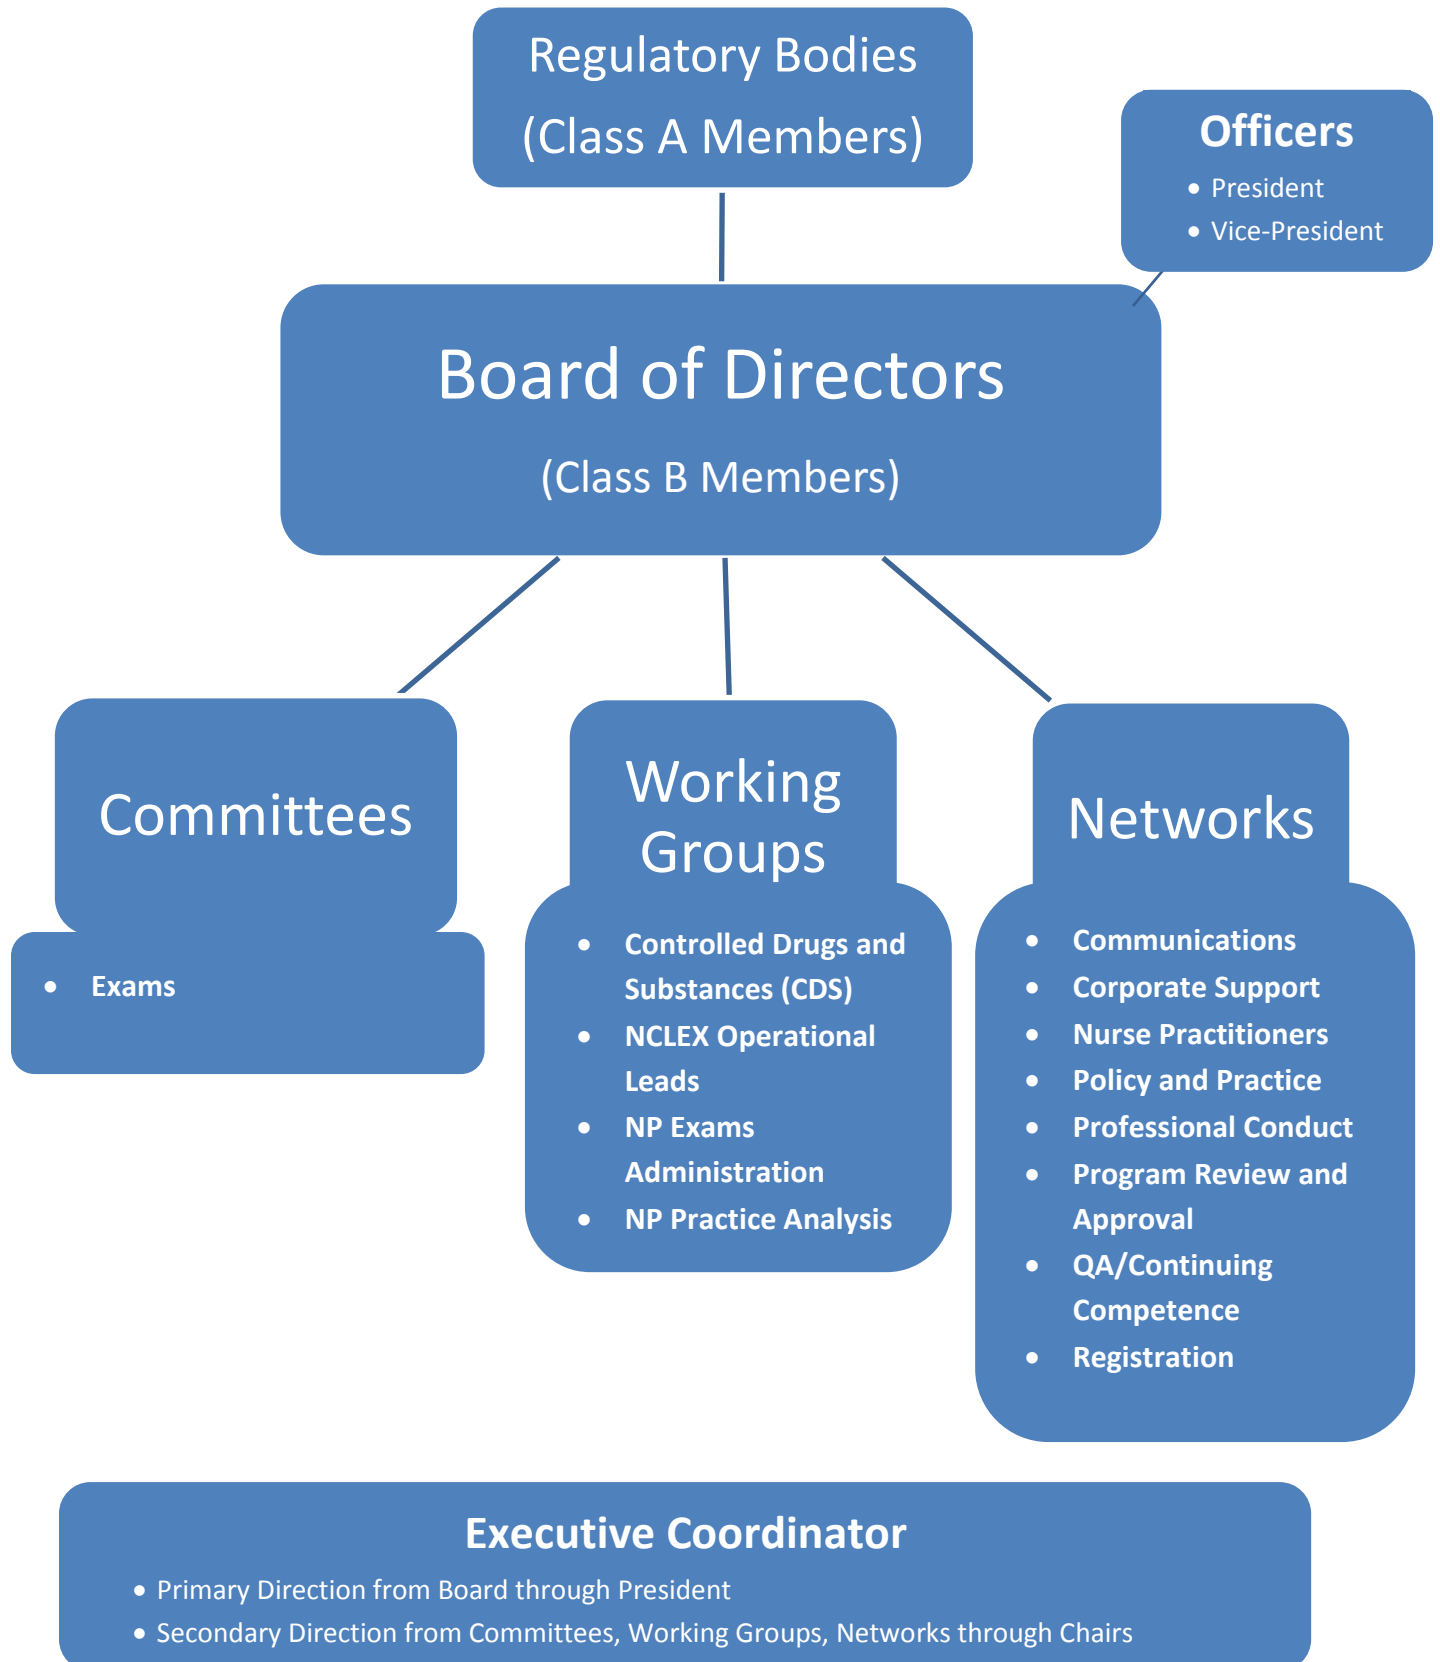 Regulatory Bodies
(Class A Members)
Officers
• President
• Vice-President
Board of Directors
(Class B Members)
Committees
• Exams
Working
Groups
• Controlled Drugs and
Substances (CDS)
• NCLEX Operational
Leads
• NP Exams
Administration
• NP Practice Analysis
Networks
• Communications
• Corporate Support
• Nurse Practitioners
• Policy and Practice
• Professional Conduct
• Program Review and
Approval
• QA/Continuing
Competence
• Registration
Executive Coordinator
• Primary Direction from Board through President
• Secondary Direction from Committees, Working Groups, Networks through Chairs